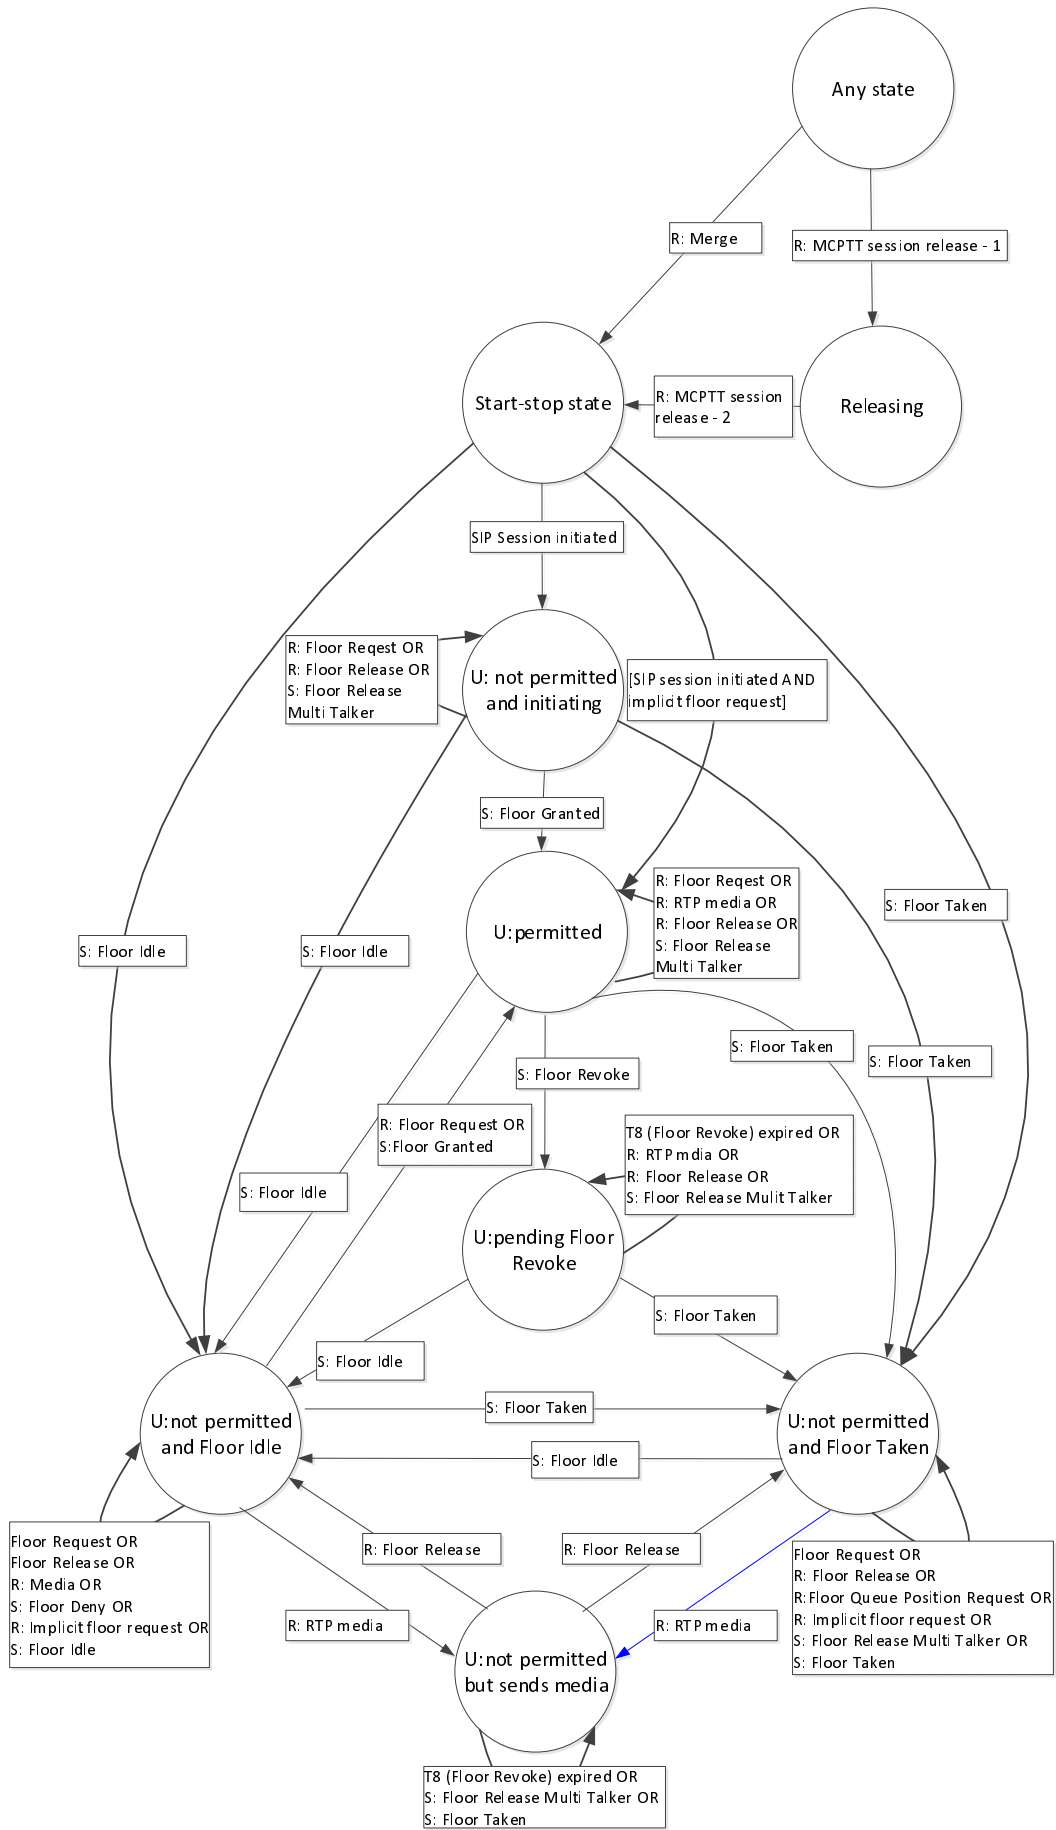 Any state
R: Merge
R: MCPTT session release - 1
Start-stop state
R: MCPTT session
release - 2
Releasing
SIP Session initiated
R: Floor Reqest OR
R: Floor Release OR
S: Floor Release
Multi Talker
U: not permitted
and initiating
[SIP session initiated AND
implicit floor request]
S: Floor Granted
R: Floor Reqest OR
R: RTP media OR
R: Floor Release OR
S: Floor Release
Multi Talker
S: Floor Taken
U:permitted
S: Floor Idle
S: Floor Idle
S: Floor Taken
S: Floor Taken
S: Floor Revoke
R: Floor Request OR
S:Floor Granted
T8 (Floor Revoke) expired OR
R: RTP mdia OR
R: Floor Release OR
S: Floor Release Mulit Talker
S: Floor Idle
U:pending Floor
Revoke
S: Floor Taken
S: Floor Idle
S: Floor Taken
U:not permitted
and Floor Idle
U:not permitted
and Floor Taken
S: Floor Idle
Floor Request OR
Floor Release OR
R: Media OR
S: Floor Deny OR
R: Implicit floor request OR
S: Floor Idle
R: Floor Release
R: Floor Release
Floor Request OR
R: Floor Release OR
R:Floor Queue Position Request OR
R: Implicit floor request OR
S: Floor Release Multi Talker OR
S: Floor Taken
R: RTP media
R: RTP media
U:not permitted
but sends media
T8 (Floor Revoke) expired OR
S: Floor Release Multi Talker OR
S: Floor Taken